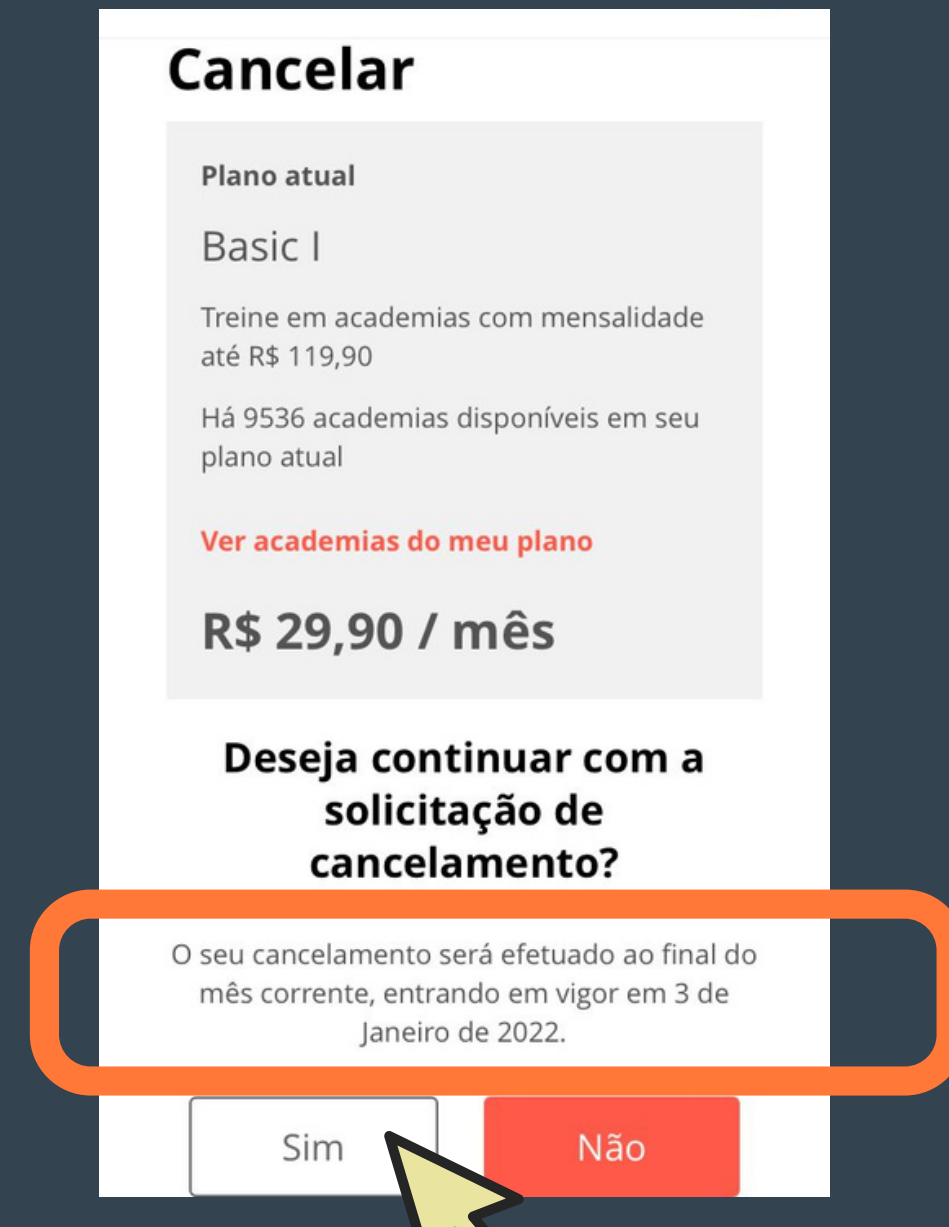 Cancelar
Plano atual
Basic I
Treine em academias com mensalidade
até R$ 119,90
Há 9536 academias disponíveis em seu
plano atual
Ver academias do meu plano
R$ 29,90 / mês
Deseja continuar com a
solicitação de
cancelamento?
O seu cancelamento será efetuado ao final do
mês corrente, entrando em vigor em 3 de
Janeiro de 2022.
Sim
Não